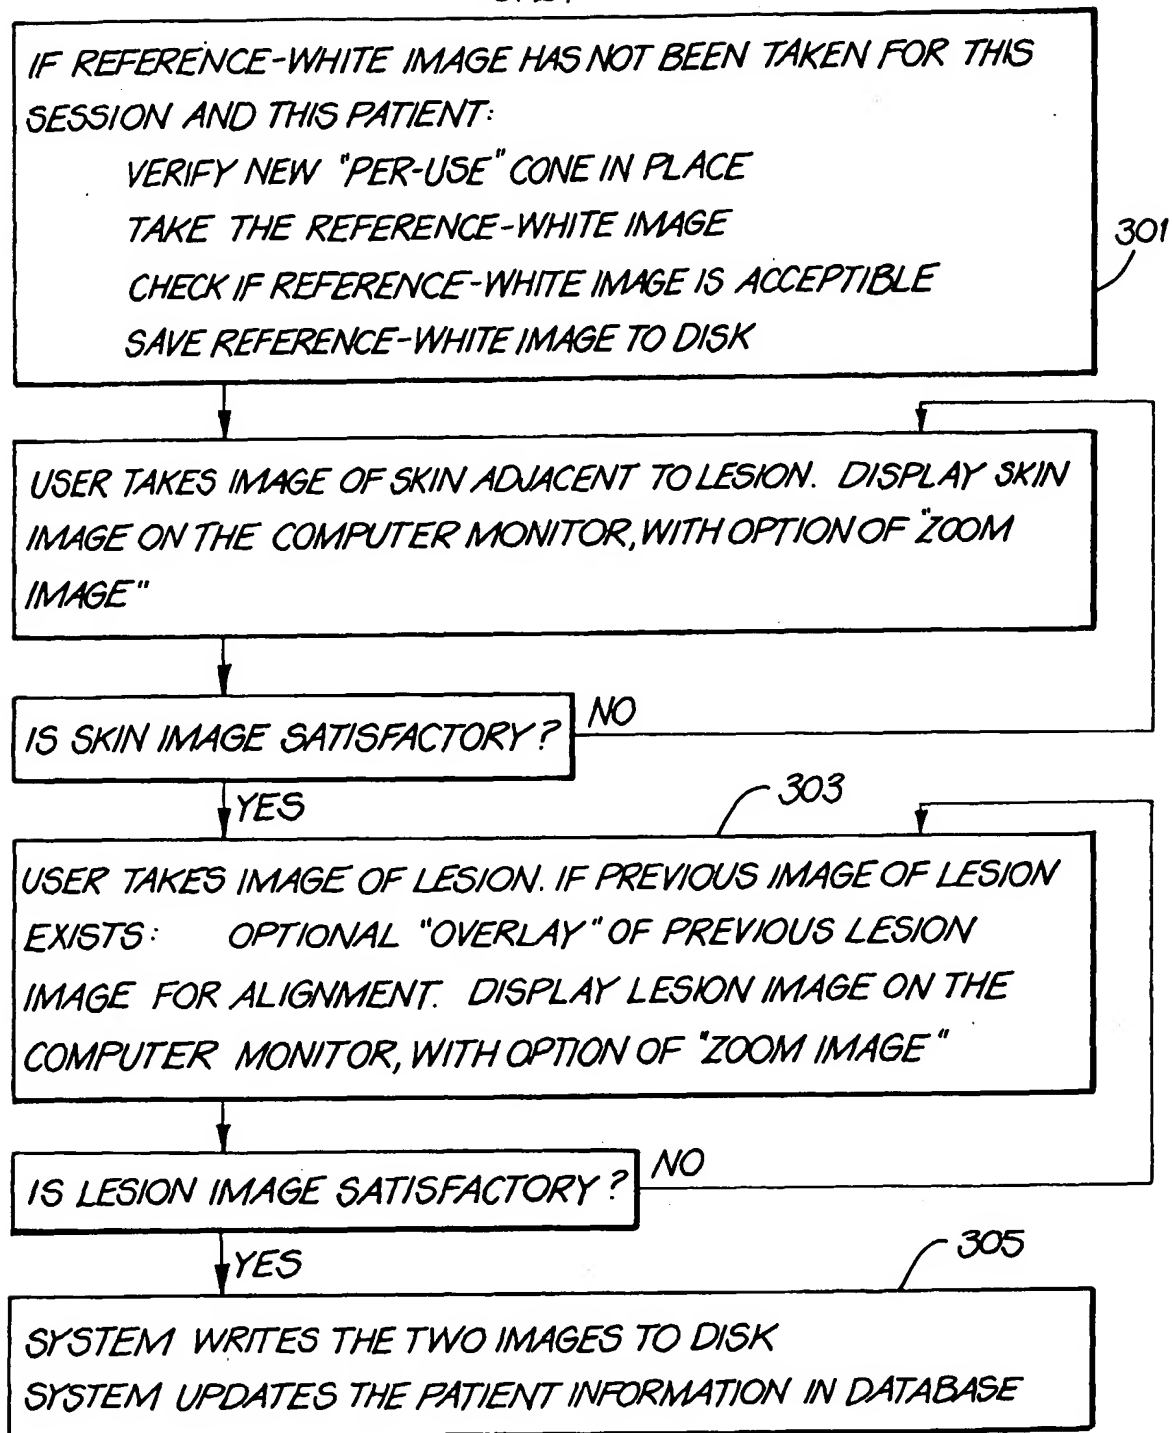 IF REFERENCE-WHITE IMAGE HAS NOT BEEN TAKEN FOR THIS
SESSION AND THIS PATIENT:
VERIFY NEW "PER-USE" CONE IN PLACE
TAKE THE REFERENCE-WHITE IMAGE
CHECK IF REFERENCE-WHITE IMAGE IS ACCEPTIBLE
SAVE REFERENCE-WHITE IMAGE TO DISK
301
USER TAKES IMAGE OF SKIN ADJACENT TO LESION. DISPLAY SKIN
IMAGE ON THE COMPUTER MONITOR, WITH OPTION OF "ZOOM
IMAGE"
IS SKIN IMAGE SATISFACTORY?
NO
YES
303
USER TAKES IMAGE OF LESION. IF PREVIOUS IMAGE OF LESION
EXISTS: OPTIONAL "OVERLAY" OF PREVIOUS LESION
IMAGE FOR ALIGNMENT. DISPLAY LESION IMAGE ON THE
COMPUTER MONITOR, WITH OPTION OF "ZOOM IMAGE"
IS LESION IMAGE SATISFACTORY?
NO
YES
305
SYSTEM WRITES THE TWO IMAGES TO DISK
SYSTEM UPDATES THE PATIENT INFORMATION IN DATABASE